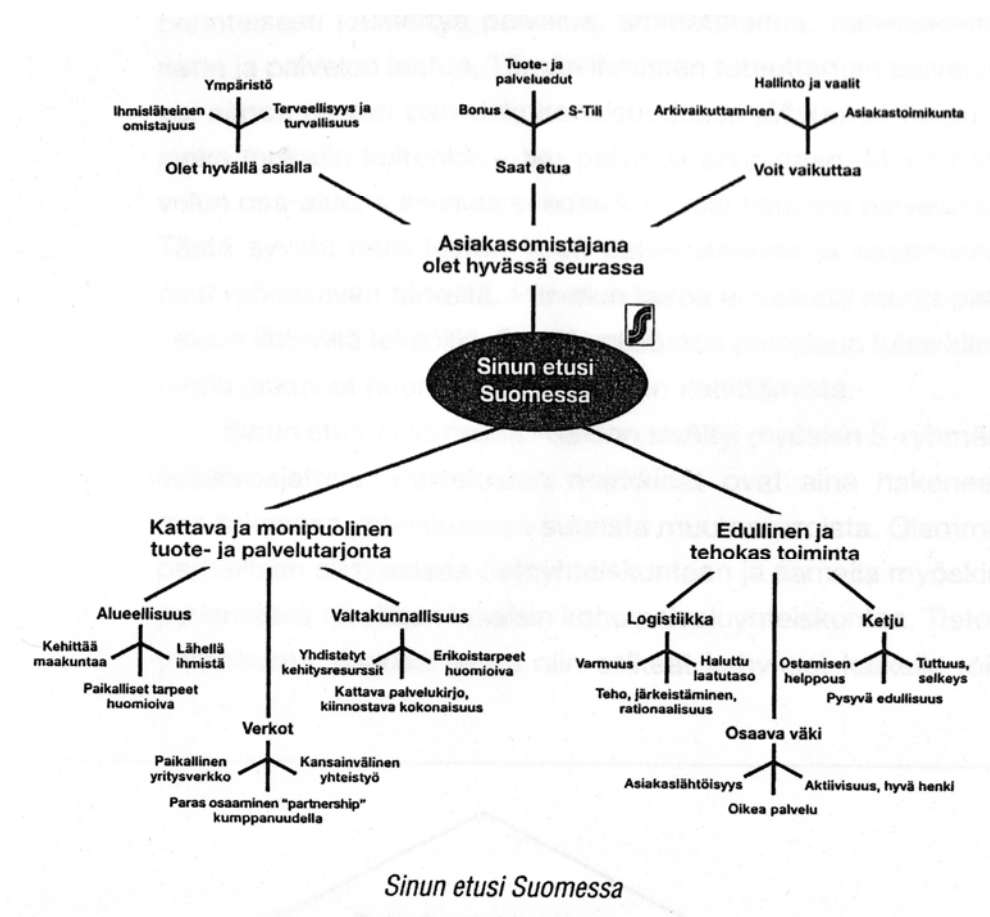 Ympäristö
Ihmisläheinen
omistajuus
Terveellisyys ja
turvallisuus
Olet hyvällä asialla
Tuote- ja
palveluedut
Bonus
S-Tili
Saat etua
Hallinto ja vaalit
Arkivaikuttaminen
Asiakastoimikunta
Voit vaikuttaa
Asiakasomistajana
olet hyvässä seurassa
Sinun etusi
Suomessa
Kattava ja monipuolinen
tuote- ja palvelutarjonta
Alueellisuus
Kehittää
maakuntaa
Lähellä
ihmistä
Paikalliset tarpeet
huomioiva
Valtakunnallisuus
Yhdistetyt
kehitysresurssit
Erikoistarpeet
huomioiva
Kattava palvelukirjo,
kiinnostava kokonaisuus
Verkot
Paikallinen
yritysverkko
Kansainvälinen
yhteistyö
Paras osaaminen "partnership"
kumppanuudella
Edullinen ja
tehokas toiminta
Logistiikka
Varmuus
Haluttu
laatutaso
Teho, järkeistäminen,
rationaalisuus
Ketju
Ostamisen
helppous
Tuttuus,
selkeys
Pysyvä edullisuus
Osaava väki
Asiakaslähtöisyys
Aktiivisuus, hyvä henki
Oikea palvelu
Sinun etusi Suomessa